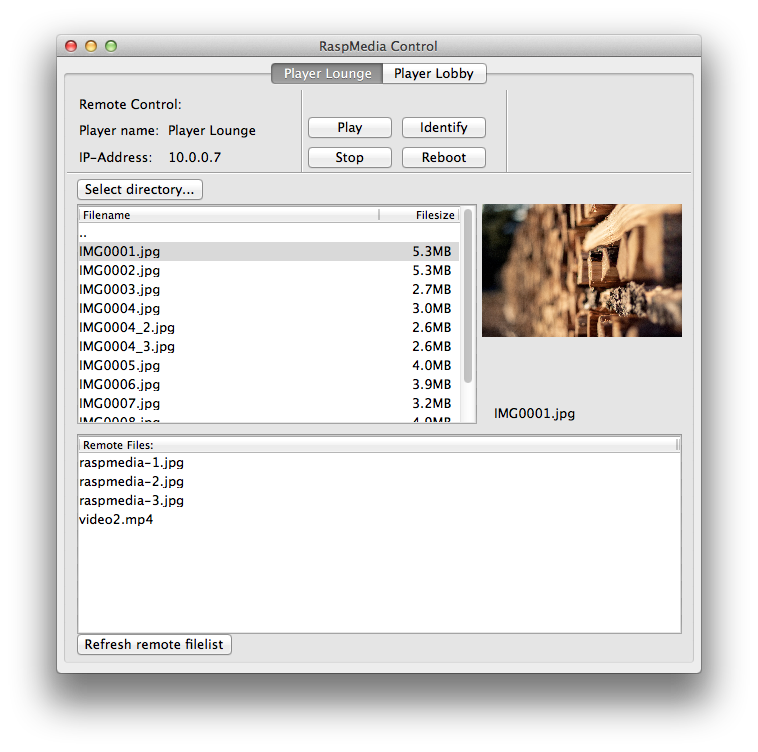 RaspMedia Control
Player Lounge Player Lobby
Remote Control:
Player name: Player Lounge
IP-Address: 10.0.0.7
Play Identify
Stop Reboot
Select directory...
Filename Filesize
..
IMG0001.jpg 5.3MB
IMG0002.jpg 5.3MB
IMG0003.jpg 2.7MB
IMG0004.jpg 3.0MB
IMG0004_2.jpg 2.6MB
IMG0004_3.jpg 2.6MB
IMG0005.jpg 4.0MB
IMG0006.jpg 3.9MB
IMG0007.jpg 3.2MB
IMG0008.jpg
IMG0001.jpg
Remote Files:
raspmedia-1.jpg
raspmedia-2.jpg
raspmedia-3.jpg
video2.mp4
Refresh remote filelist